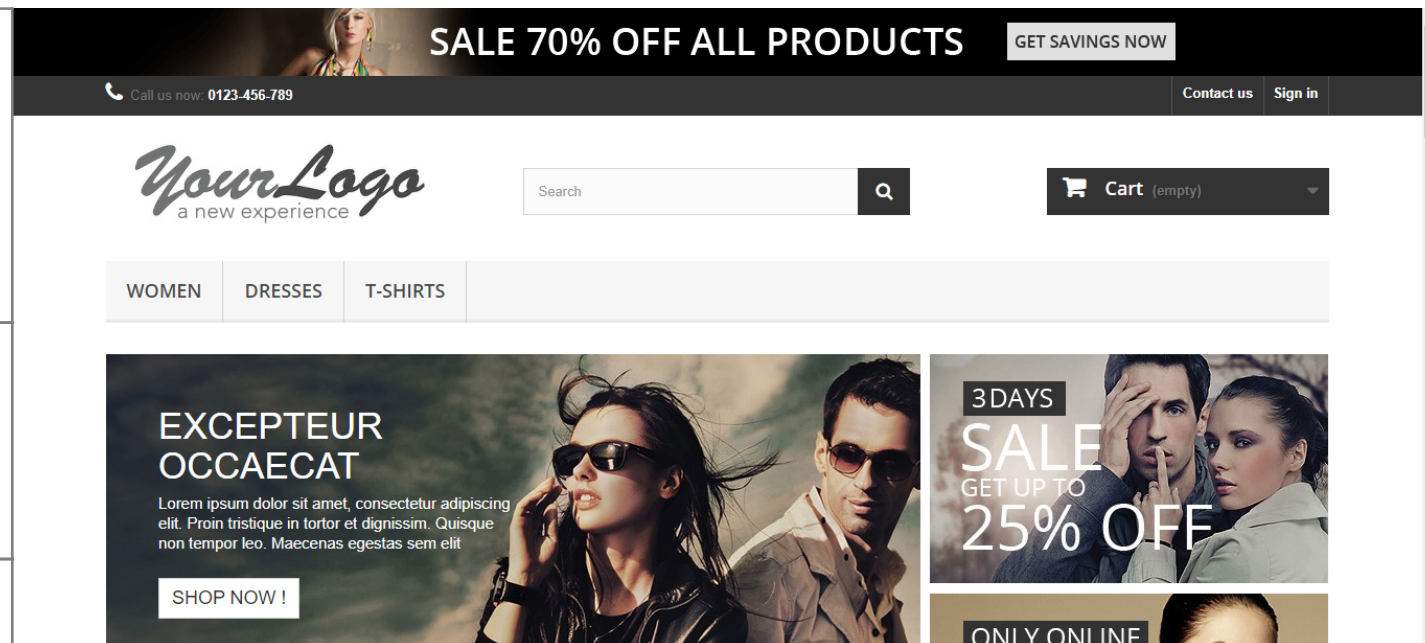 SALE 70% OFF ALL PRODUCTS
GET SAVINGS NOW
Call us now: 0123-456-789
Contact us
Sign in
YourLogo
a new experience
Search
Cart (empty)
WOMEN
DRESSES
T-SHIRTS
EXCEPTEUR
OCCAECAT
Lorem ipsum dolor sit amet, consectetur adipiscing
elit. Proin tristique in tortor et dignissim. Quisque
non tempor leo. Maecenas egestas sem elit
SHOP NOW !
3 DAYS
SALE
GET UP TO
25% OFF
ONLY ONLINE